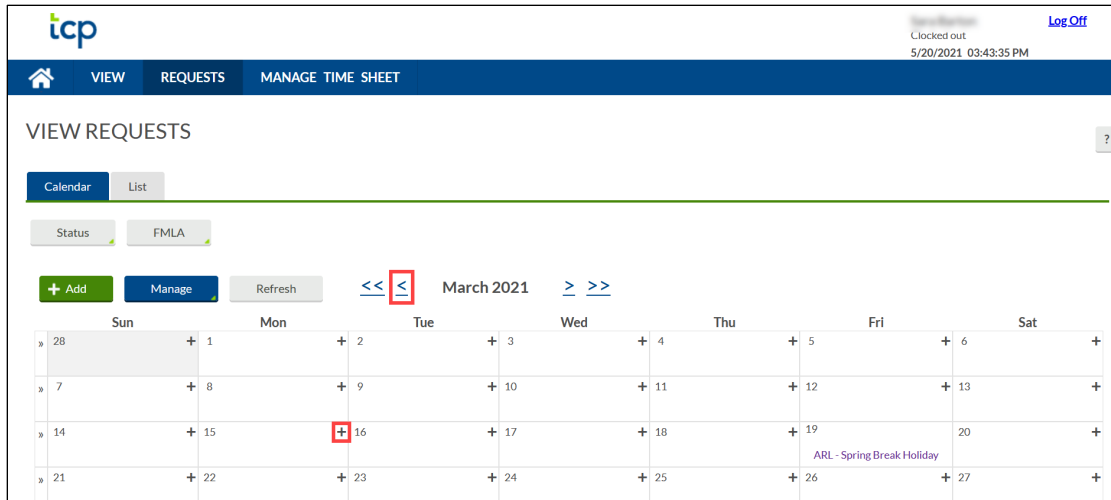 tcp
Log Off
Clocked out
5/20/2021 03:43:35 PM
VIEW REQUESTS MANAGE TIME SHEET
VIEW REQUESTS
?
Calendar List
Status FMLA
+ Add Manage Refresh << < March 2021 > >>
Sun Mon Tue Wed Thu Fri Sat
» 28 + 1 + 2 + 3 + 4 + 5 + 6 +
» 7 + 8 + 9 + 10 + 11 + 12 + 13 +
» 14 + 15 + 16 + 17 + 18 + 19 20 +
ARL - Spring Break Holiday
» 21 + 22 + 23 + 24 + 25 + 26 + 27 +